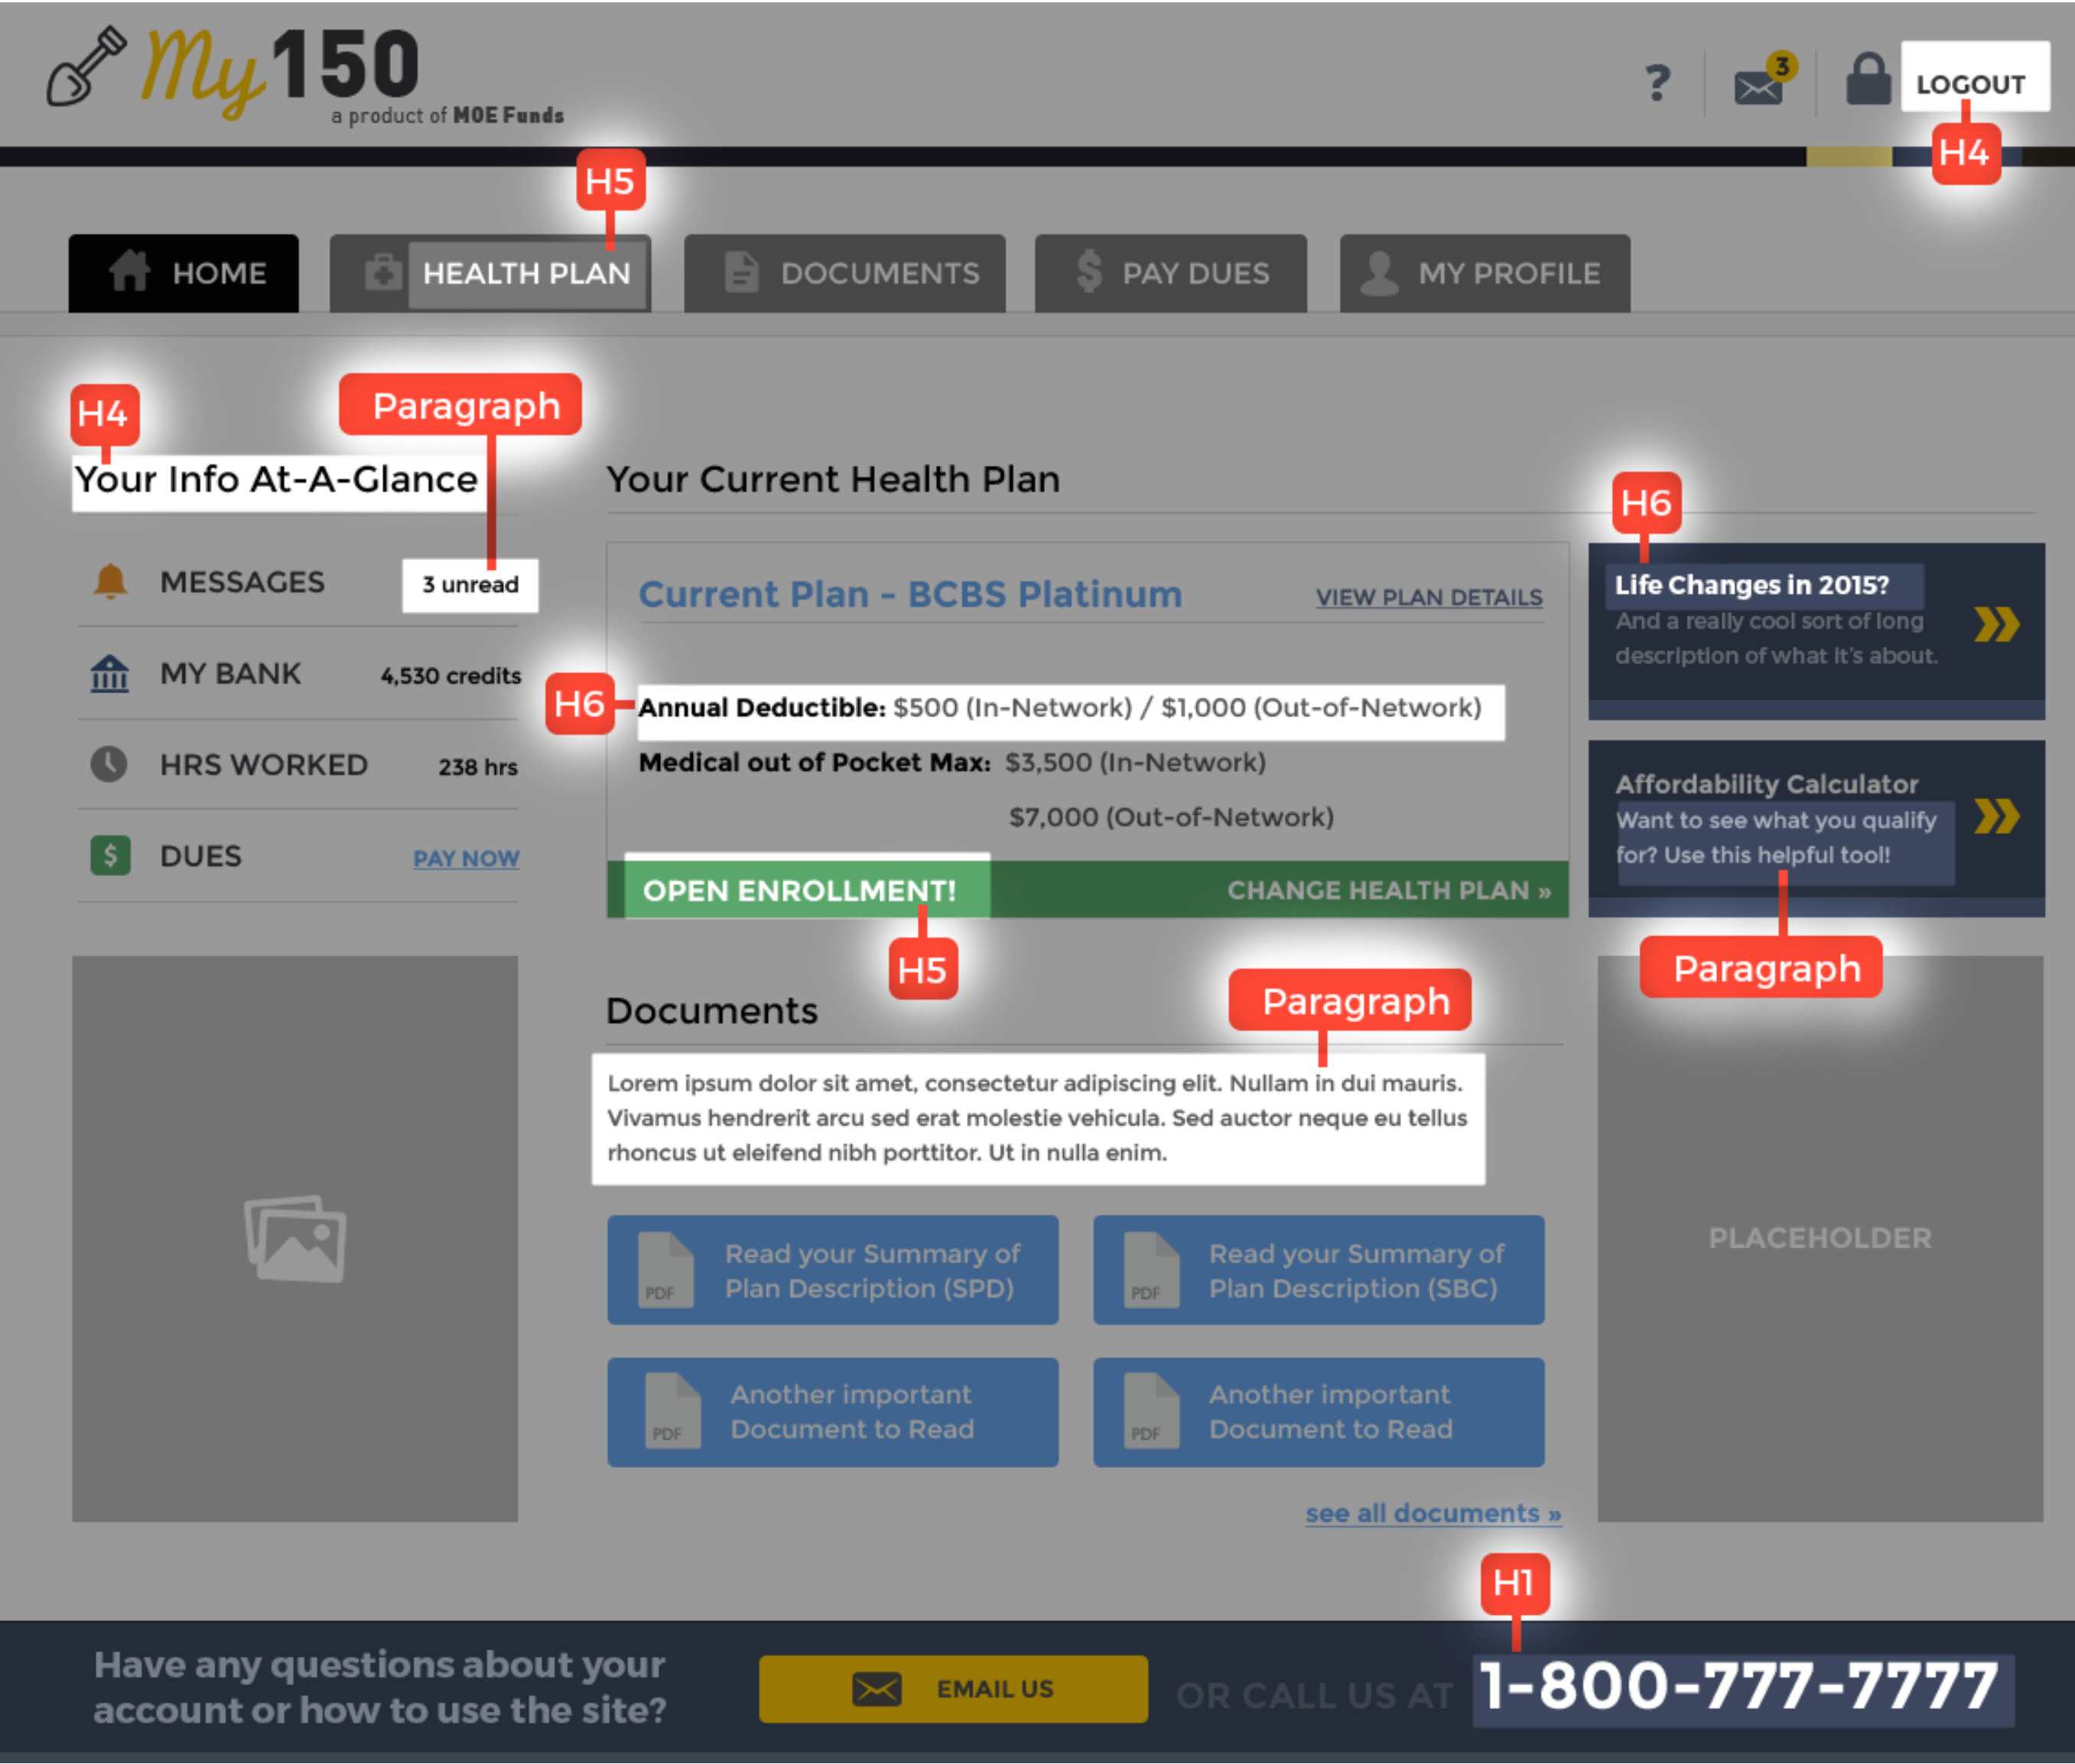 My150
a product of MOE Funds
?
3
LOGOUT
H4
H5
HOME
HEALTH PLAN
DOCUMENTS
$ PAY DUES
MY PROFILE
H4
Paragraph
Your Info At-A-Glance
MESSAGES 3 unread
MY BANK 4,530 credits
HRS WORKED 238 hrs
$ DUES PAY NOW
Your Current Health Plan
Current Plan - BCBS Platinum VIEW PLAN DETAILS
H6
Annual Deductible: $500 (In-Network) / $1,000 (Out-of-Network)
Medical out of Pocket Max: $3,500 (In-Network)
$7,000 (Out-of-Network)
OPEN ENROLLMENT! CHANGE HEALTH PLAN »
H5
H6
Life Changes in 2015?
And a really cool sort of long
description of what it's about.
Affordability Calculator
Want to see what you qualify
for? Use this helpful tool!
Paragraph
Documents
Paragraph
Lorem ipsum dolor sit amet, consectetur adipiscing elit. Nullam in dui mauris.
Vivamus hendrerit arcu sed erat molestie vehicula. Sed auctor neque eu tellus
rhoncus ut eleifend nibh porttitor. Ut in nulla enim.
PDF
Read your Summary of
Plan Description (SPD)
PDF
Read your Summary of
Plan Description (SBC)
PDF
Another important
Document to Read
PDF
Another important
Document to Read
see all documents »
PLACEHOLDER
H1
Have any questions about your
account or how to use the site?
EMAIL US
OR CALL US AT 1-800-777-7777